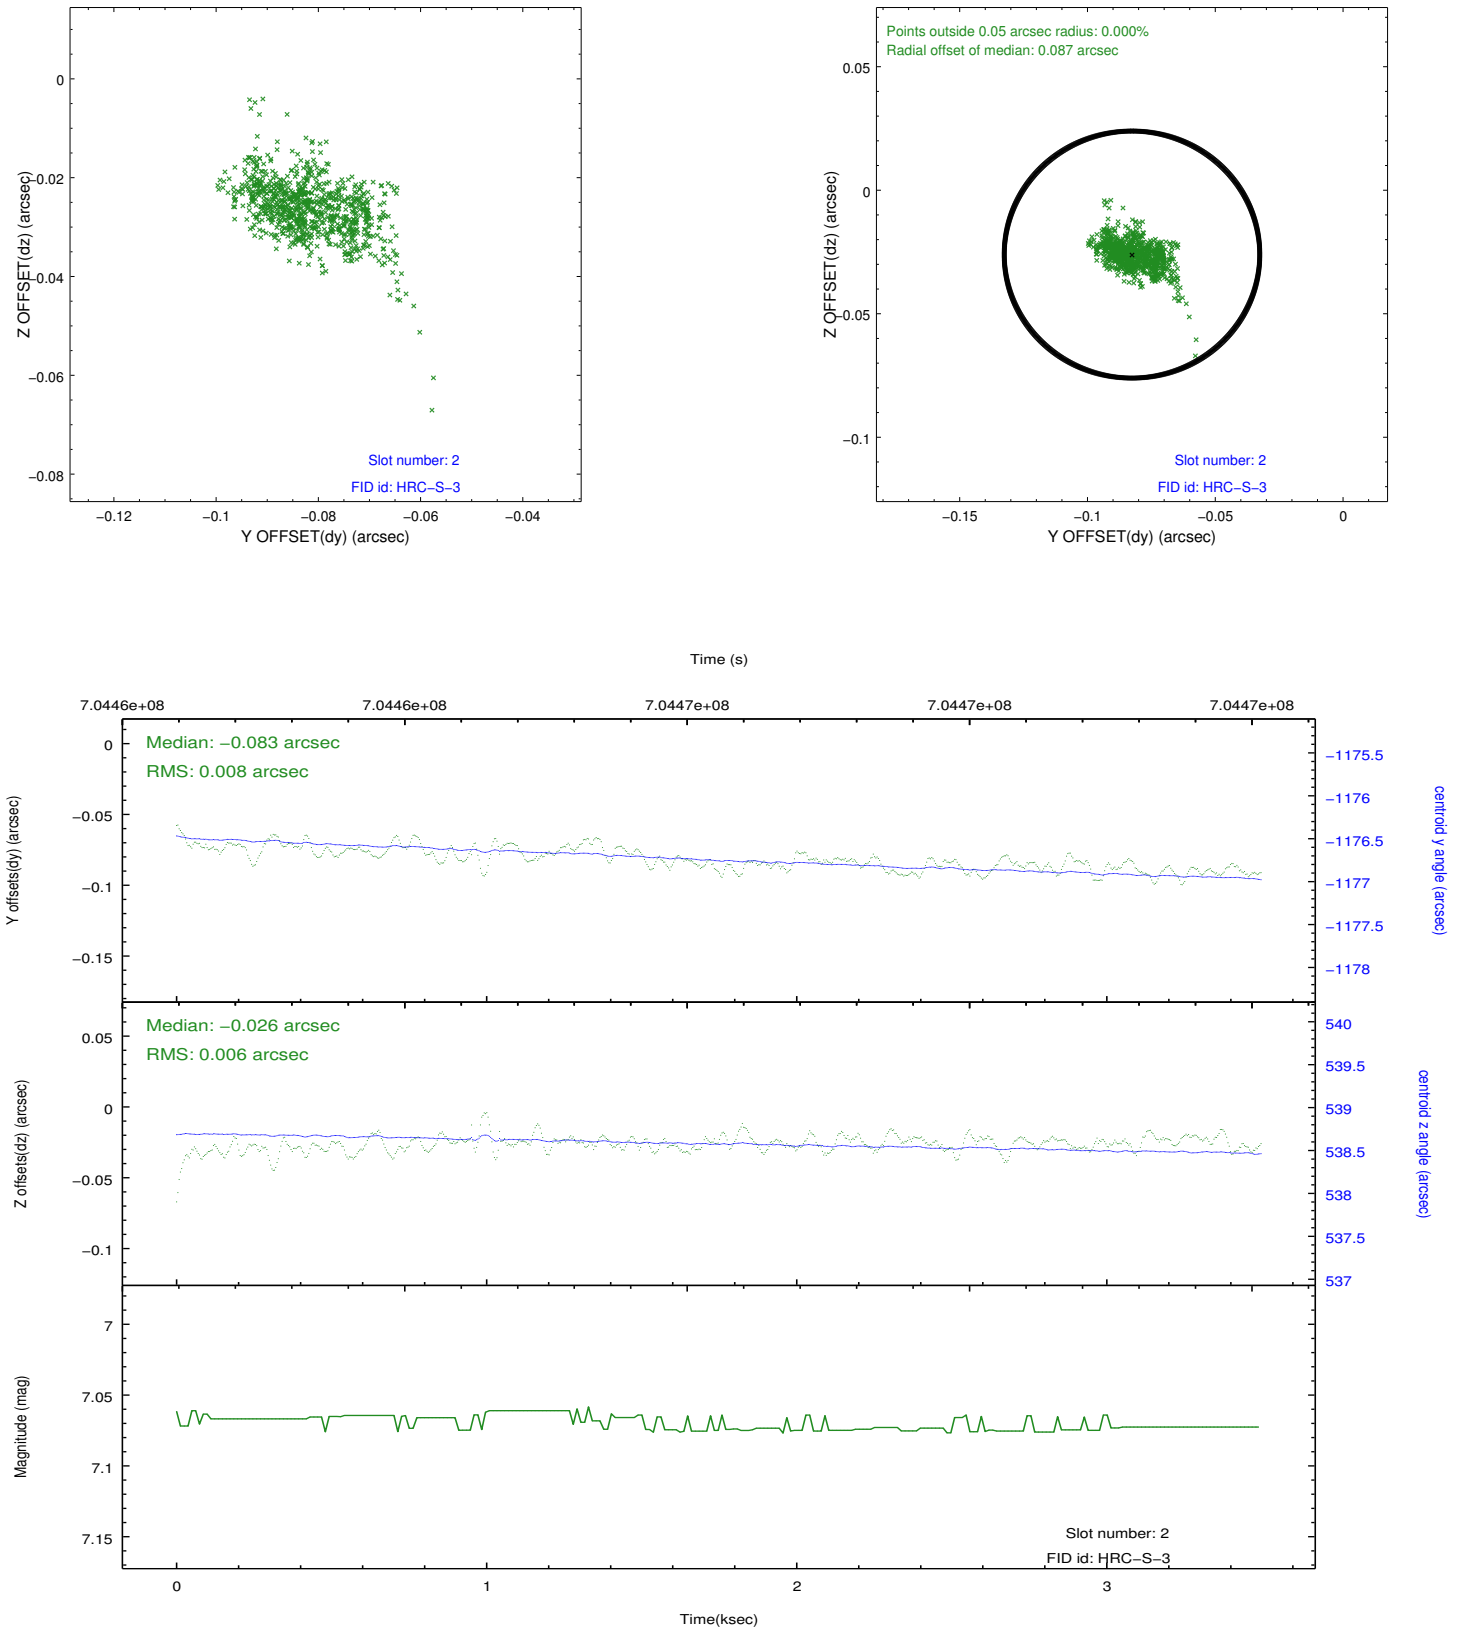 0
−0.02
−0.04
−0.06
−0.08
Z OFFSET(dz) (arcsec)
Slot number: 2
FID id: HRC−S−3
−0.12
−0.1
−0.08
−0.06
−0.04
Y OFFSET(dy) (arcsec)
Points outside 0.05 arcsec radius: 0.000%
Radial offset of median: 0.087 arcsec
0.05
0
−0.05
−0.1
Z OFFSET(dz) (arcsec)
Slot number: 2
FID id: HRC−S−3
−0.15
−0.1
−0.05
0
Y OFFSET(dy) (arcsec)
Time (s)
7.0446e+08
7.0446e+08
7.0447e+08
7.0447e+08
7.0447e+08
Median: −0.083 arcsec
RMS: 0.008 arcsec
0
−0.05
−0.1
−0.15
Y offsets(dy) (arcsec)
−1175.5
−1176
−1176.5
−1177
−1177.5
−1178
centroid y angle (arcsec)
Median: −0.026 arcsec
RMS: 0.006 arcsec
0.05
0
−0.05
−0.1
Z offsets(dz) (arcsec)
540
539.5
539
538.5
538
537.5
537
centroid z angle (arcsec)
7
7.05
7.1
7.15
Magnitude (mag)
Slot number: 2
FID id: HRC−S−3
0
1
2
3
Time(ksec)